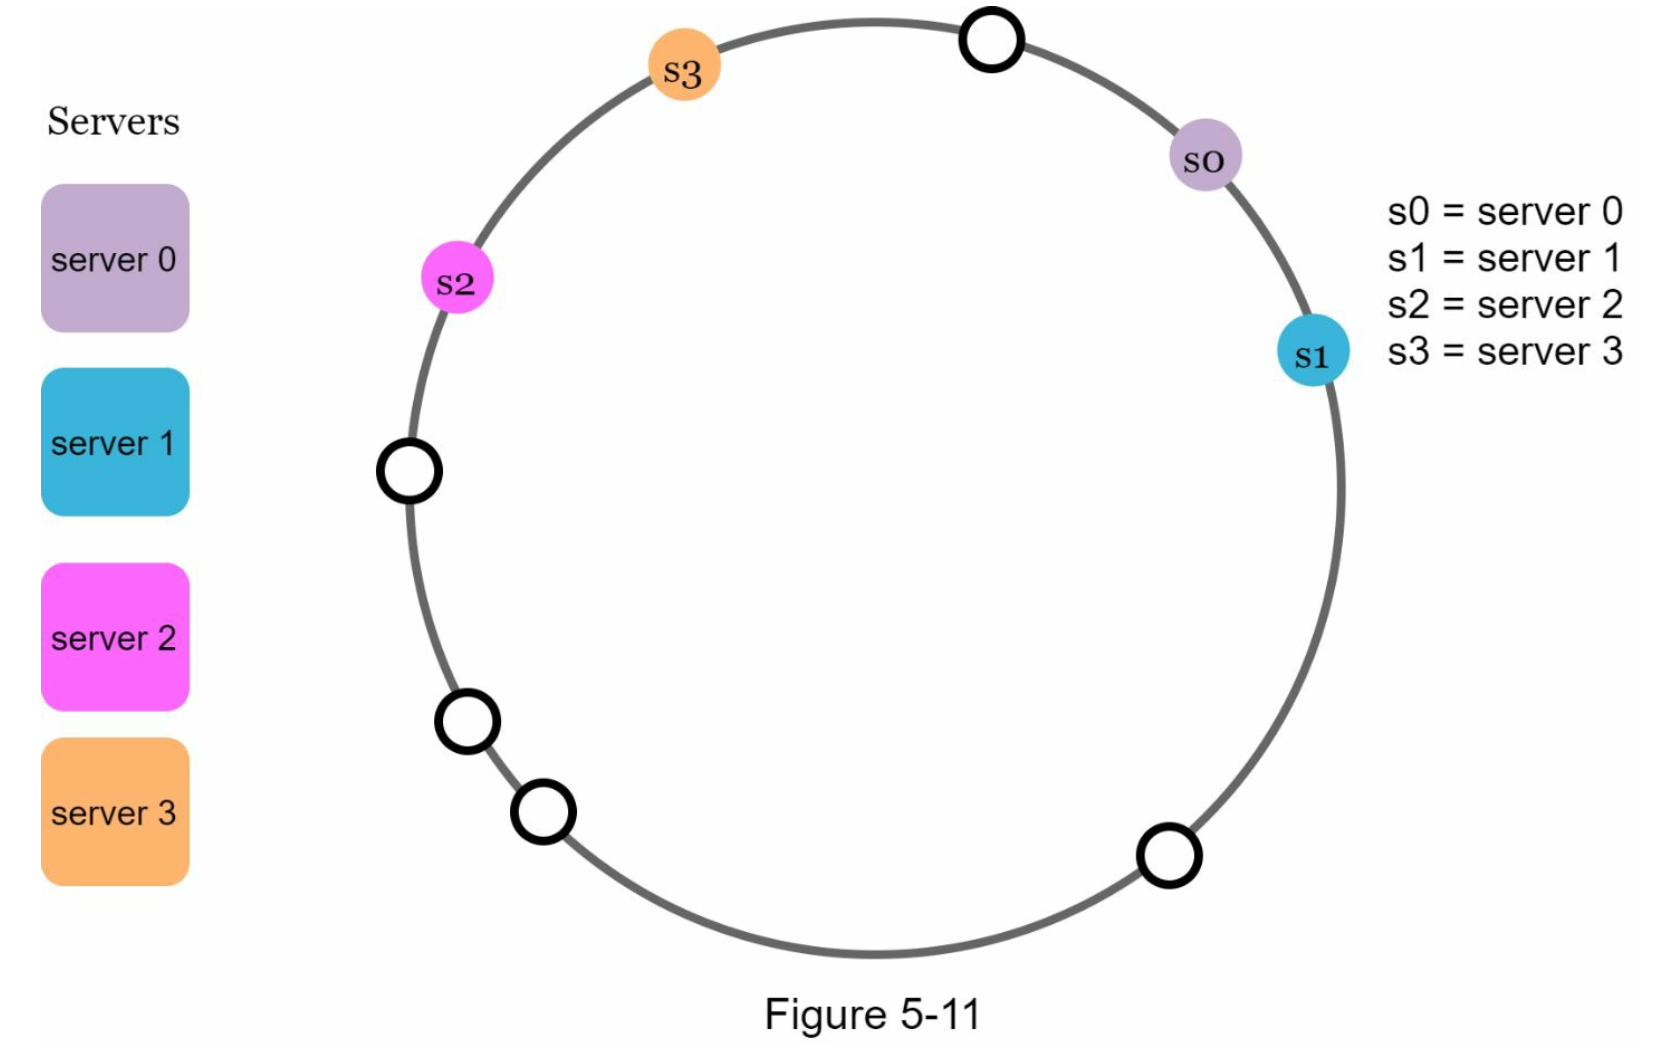 Servers
server 0
server 1
server 2
server 3
s3
s0
s2
s1
s0 = server 0
s1 = server 1
s2 = server 2
s3 = server 3
Figure 5-11